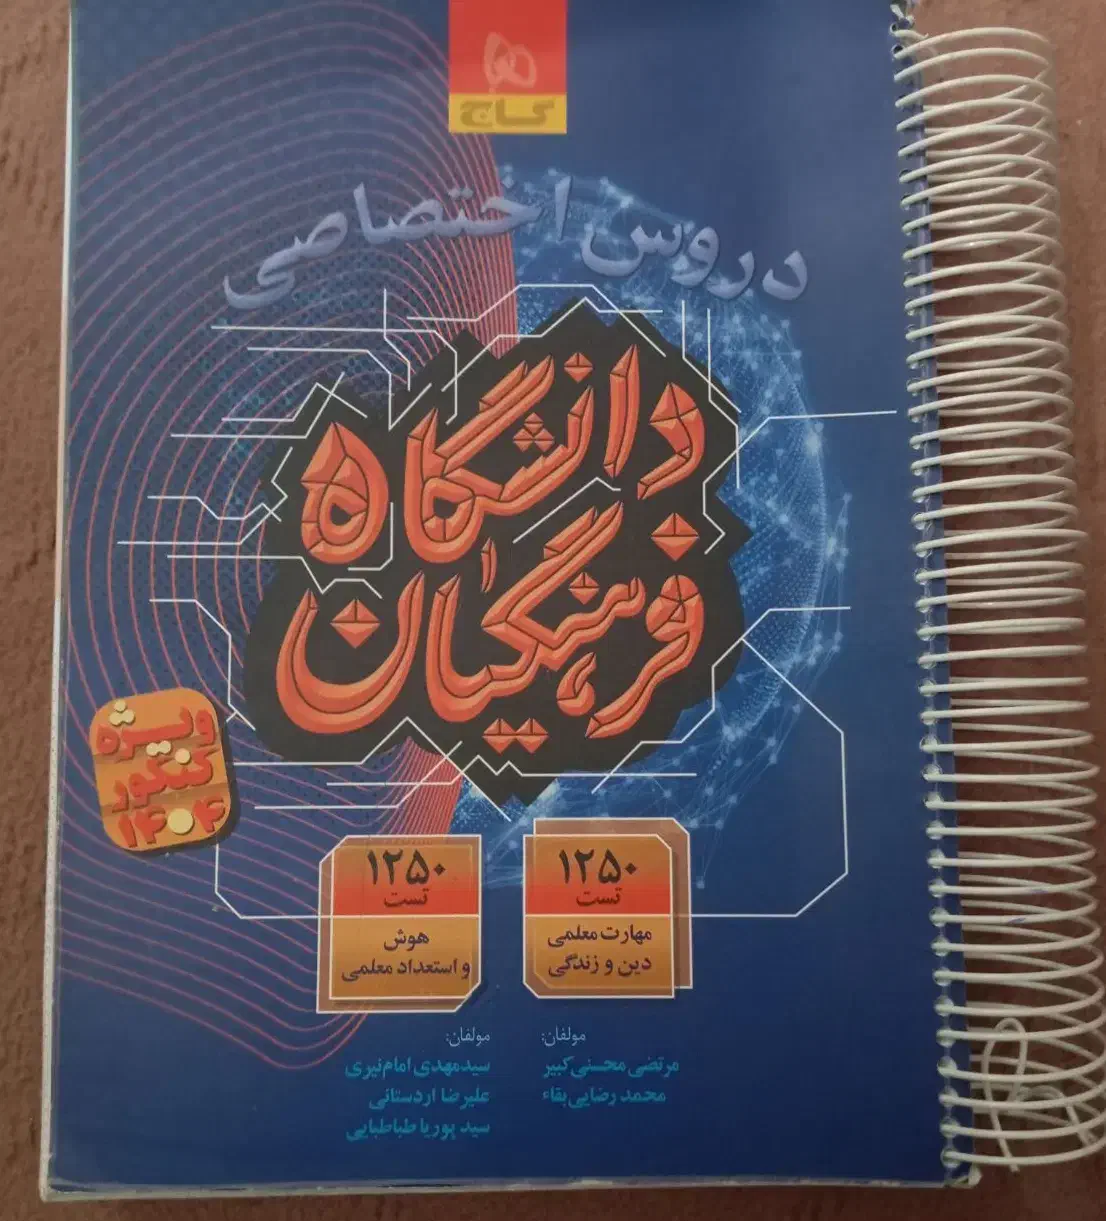 گاج
دروس اختصاصی
دانشگاه
فرهنگیان
ویژه
کنکور
۱۴۰۴
۱۲۵۰
تست
مهارت معلمی
دین و زندگی
۱۲۵۰
تست
هوش
و استعداد معلمی
مولفان:
مرتضی محسنی کبیر
محمد رضایی بقاء
مولفان:
سید مهدی امام نیری
علیرضا اردستانی
سید پوریا طباطبایی